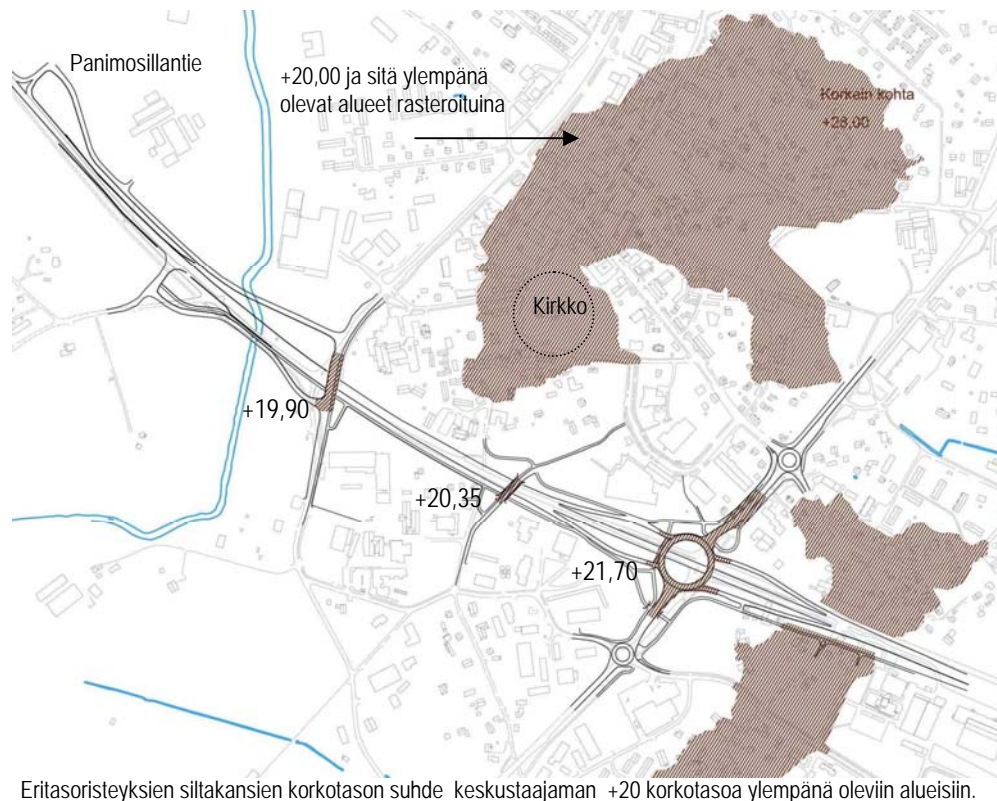 Panimosillantie
+20,00 ja sitä ylempänä
olevat alueet rasteroituina
Korkein kohta
+28,00
Kirkko
+19,90
+20,35
+21,70
Eritasoristeyksien siltakansien korkotason suhde keskustaajaman +20 korkotasoa ylempänä oleviin alueisiin.